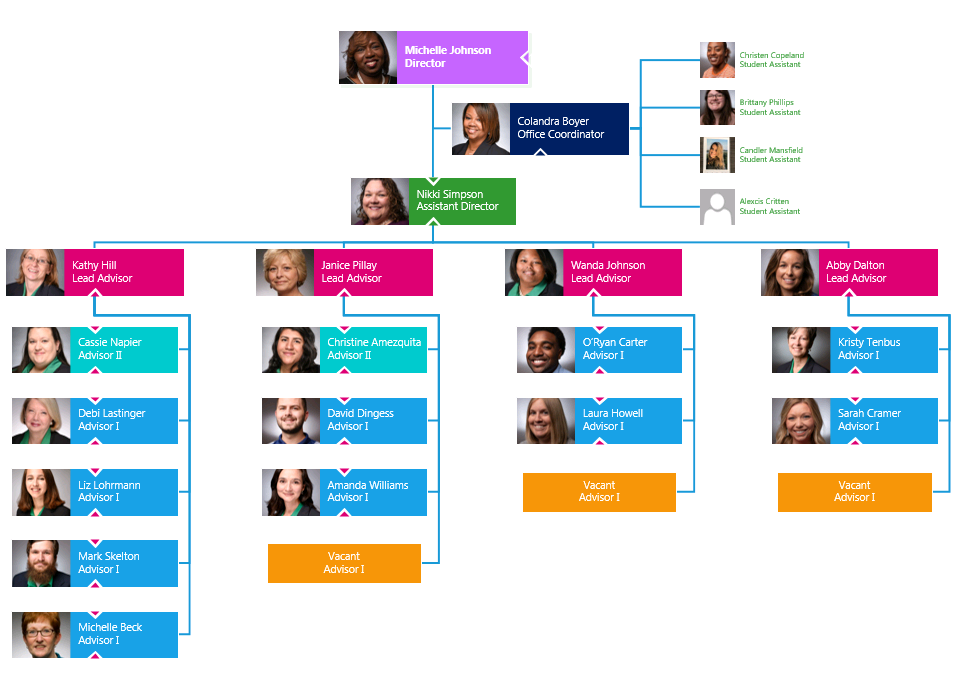 Michelle Johnson
Director
Christen Copeland
Student Assistant
Colandra Boyer
Office Coordinator
Brittany Phillips
Student Assistant
Candler Mansfield
Student Assistant
Nikki Simpson
Assistant Director
Alexcis Critten
Student Assistant
Kathy Hill
Lead Advisor
Janice Pillay
Lead Advisor
Wanda Johnson
Lead Advisor
Abby Dalton
Lead Advisor
Cassie Napier
Advisor II
Christine Amezquita
Advisor II
O'Ryan Carter
Advisor I
Kristy Tenbus
Advisor I
Debi Lastinger
Advisor I
David Dingess
Advisor I
Laura Howell
Advisor I
Sarah Cramer
Advisor I
Liz Lohrmann
Advisor I
Amanda Williams
Advisor I
Vacant
Advisor I
Vacant
Advisor I
Mark Skelton
Advisor I
Vacant
Advisor I
Michelle Beck
Advisor I